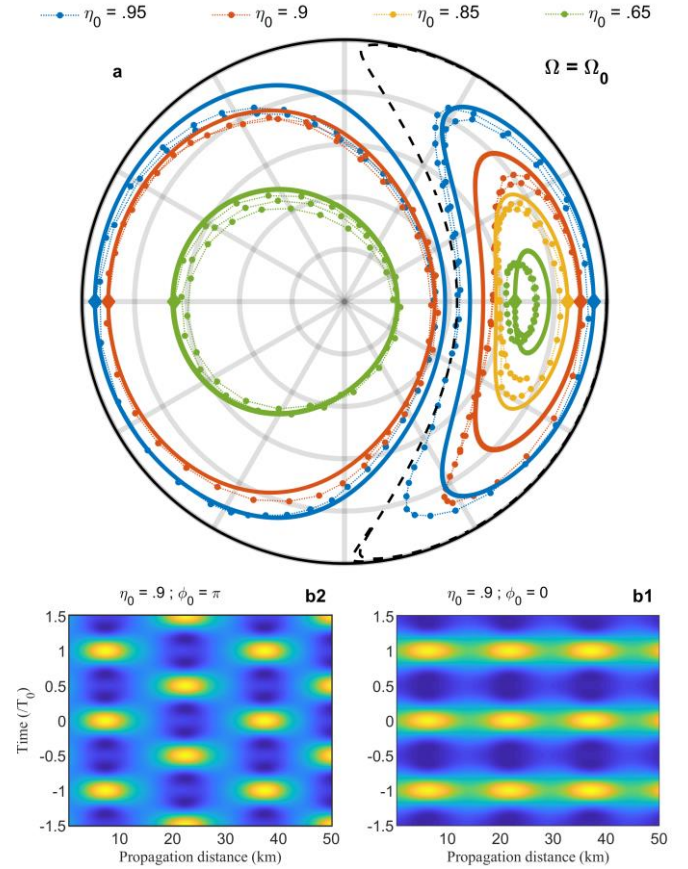 η0 = .95 η0 = .9 η0 = .85 η0 = .65
a Ω = Ω0
η0 = .9 ; ϕ0 = π b2 η0 = .9 ; ϕ0 = 0 b1
1.5 1.5
1 1
0.5 0.5
0 0
-0.5 -0.5
-1 -1
-1.5 -1.5
Time (/T0)
10 20 30 40 50 10 20 30 40 50
Propagation distance (km) Propagation distance (km)